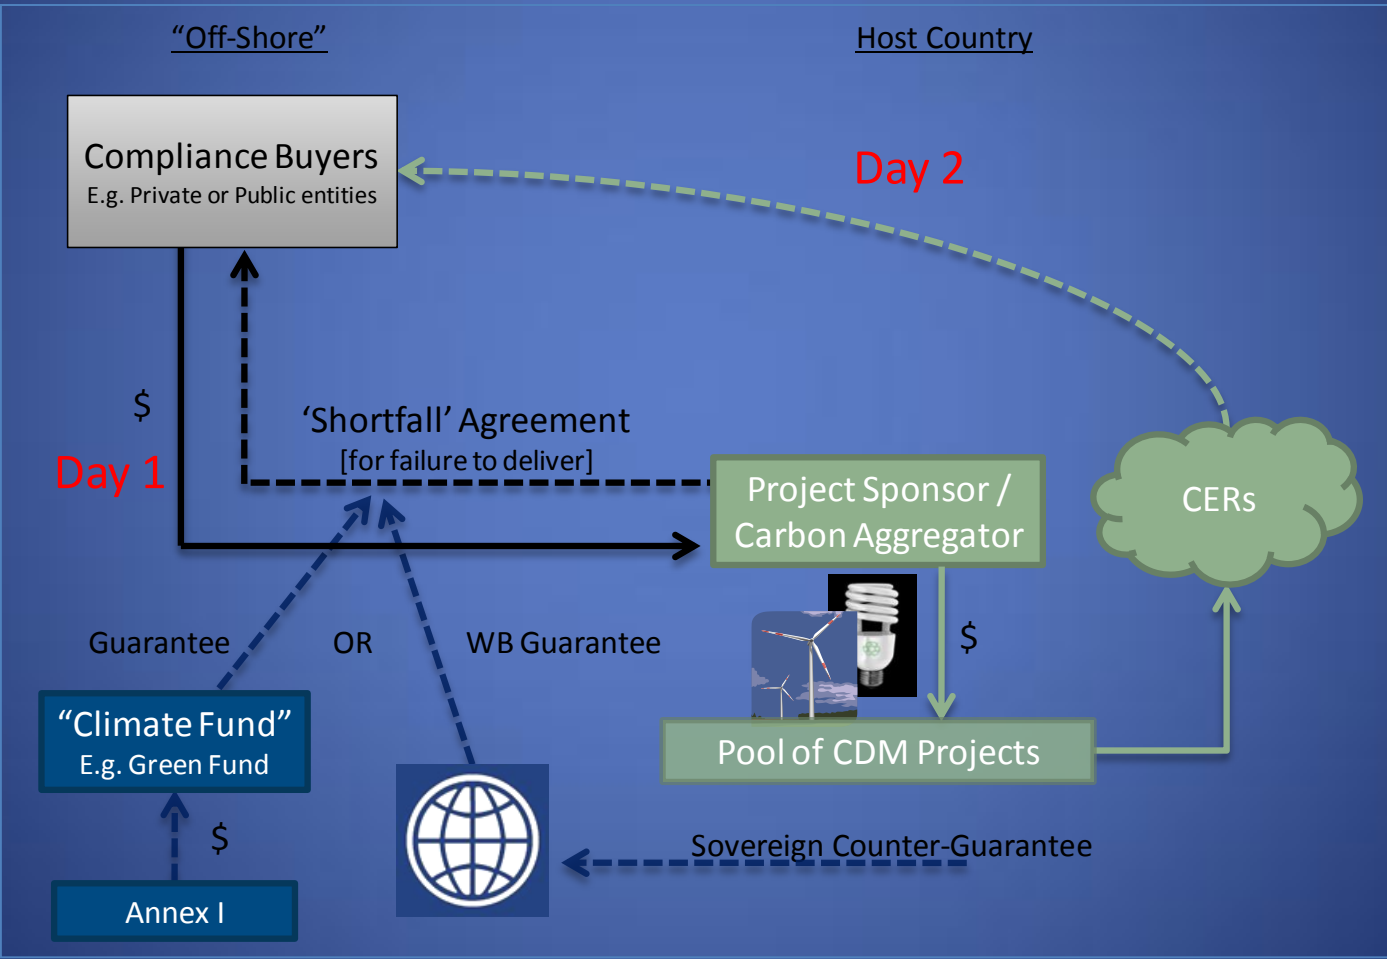 “Off-Shore”
Host Country
Compliance Buyers
E.g. Private or Public entities
Day 2
$
Day 1
‘Shortfall’ Agreement
[for failure to deliver]
Project Sponsor /
Carbon Aggregator
CERs
Guarantee
OR
WB Guarantee
$
“Climate Fund”
E.g. Green Fund
Pool of CDM Projects
$
Sovereign Counter-Guarantee
Annex I